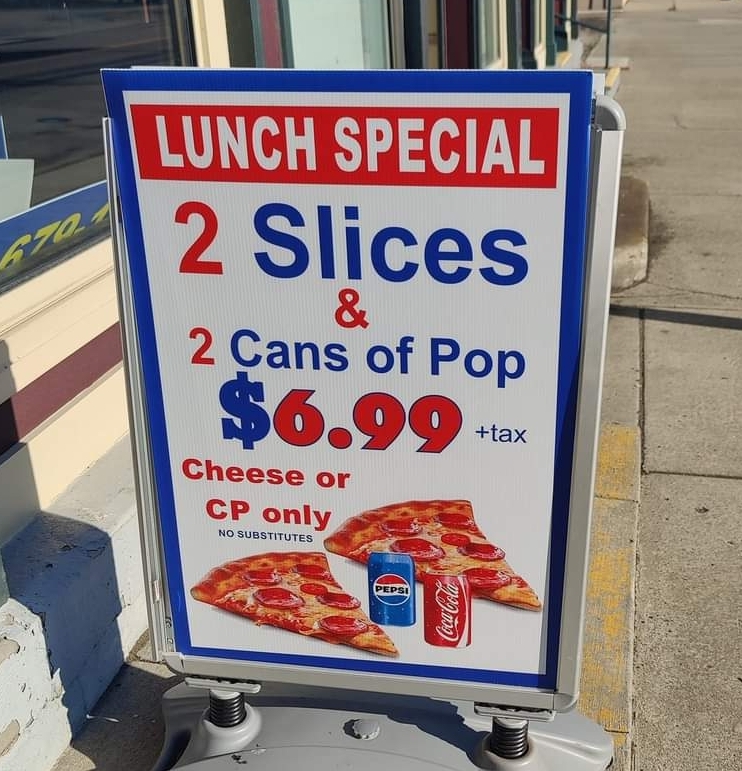 LUNCH SPECIAL
2 Slices
&
2 Cans of Pop
$6.99 +tax
Cheese or
CP only
NO SUBSTITUTES
PEPSI
Coca-Cola